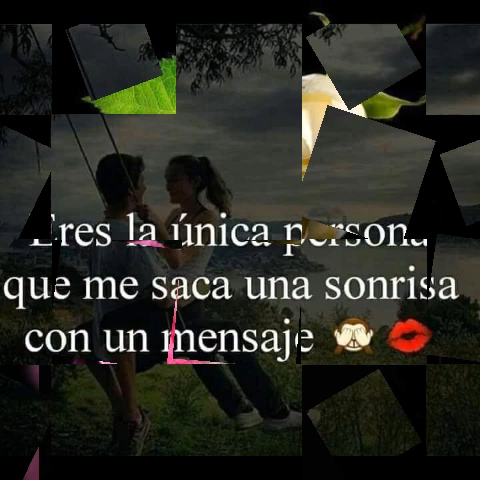 Eres la única persona
que me saca una sonrisa
con un mensaje 🙈 💋